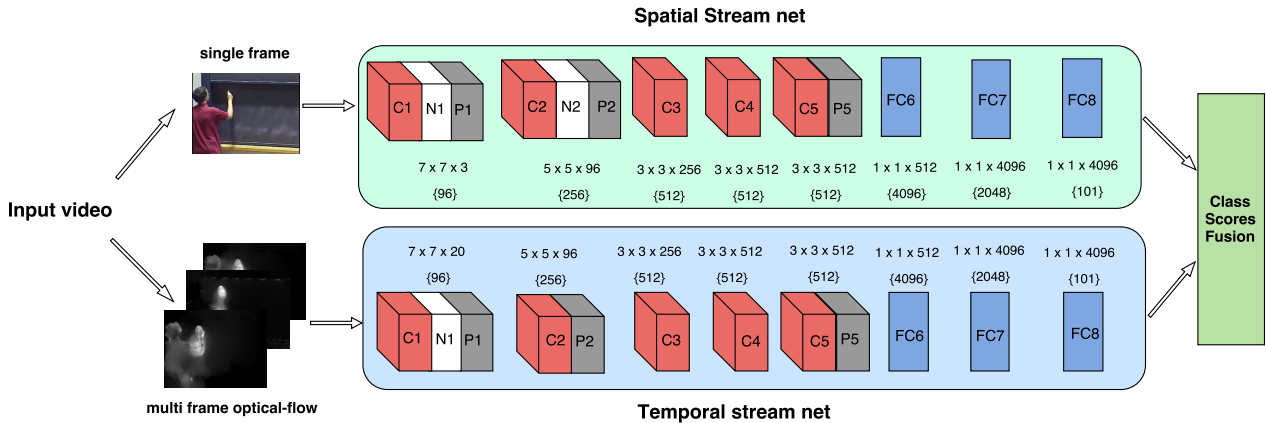 Spatial Stream net
single frame
C1 N1 P1 C2 N2 P2 C3 C4 C5 P5 FC6 FC7 FC8
7 x 7 x 3 5 x 5 x 96 3 x 3 x 256 3 x 3 x 512 3 x 3 x 512 1 x 1 x 512 1 x 1 x 4096 1 x 1 x 4096
{96} {256} {512} {512} {512} {4096} {2048} {101}
Input video
7 x 7 x 20 5 x 5 x 96 3 x 3 x 256 3 x 3 x 512 3 x 3 x 512 1 x 1 x 512 1 x 1 x 4096 1 x 1 x 4096
{96} {256} {512} {512} {512} {4096} {2048} {101}
C1 N1 P1 C2 P2 C3 C4 C5 P5 FC6 FC7 FC8
multi frame optical-flow
Temporal stream net
Class
Scores
Fusion